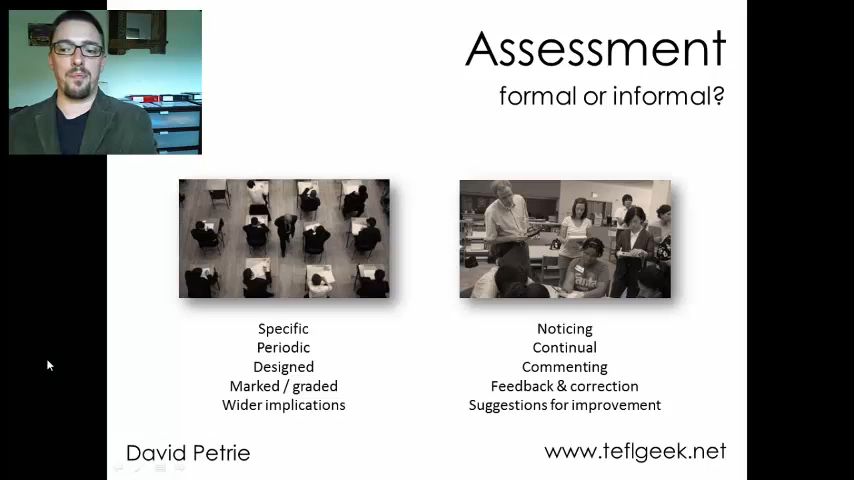 Assessment
formal or informal?
Specific
Periodic
Designed
Marked / graded
Wider implications
Noticing
Continual
Commenting
Feedback & correction
Suggestions for improvement
David Petrie
www.teflgeek.net